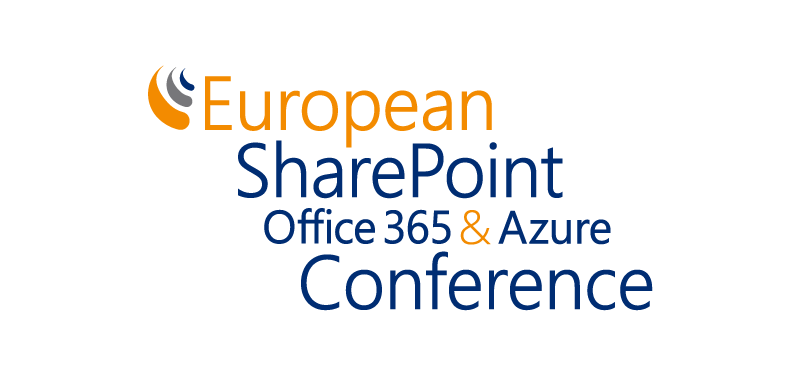 European
SharePoint
Office 365 & Azure
Conference